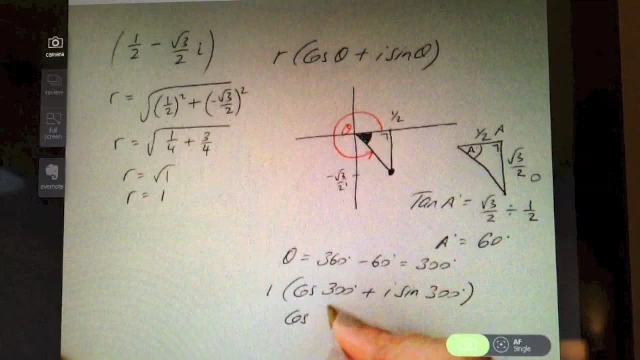 camera
review
full screen
evernote
(1/2 - √3/2 i)
r = √((1/2)² + (-√3/2)²)
r = √(1/4 + 3/4)
r = √1
r = 1
r (Cos θ + i sin θ)
θ
1/2
-√3/2 i
1/2 A
A°
√3/2 O
Tan A° = √3/2 ÷ 1/2
A° = 60°
θ = 360° - 60° = 300°
1 (Cos 300° + i sin 300°)
Cos
AF
Single